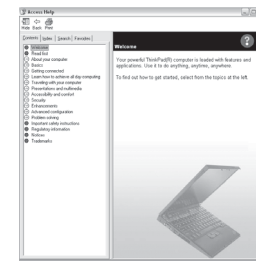 Access Help
Hide Back Print
Contents Index Search Favorites
Welcome
Read first
About your computer
Basics
Getting connected
Learn how to achieve all day computing
Traveling with your computer
Presentations and multimedia
Accessibility and comfort
Security
Enhancements
Advanced configuration
Problem solving
Important safety instructions
Regulatory information
Notices
Trademarks
Welcome
?
Your powerful ThinkPad(R) computer is loaded with features and
applications. Use it to do anything, anytime, anywhere.
To find out how to get started, select from the topics at the left.